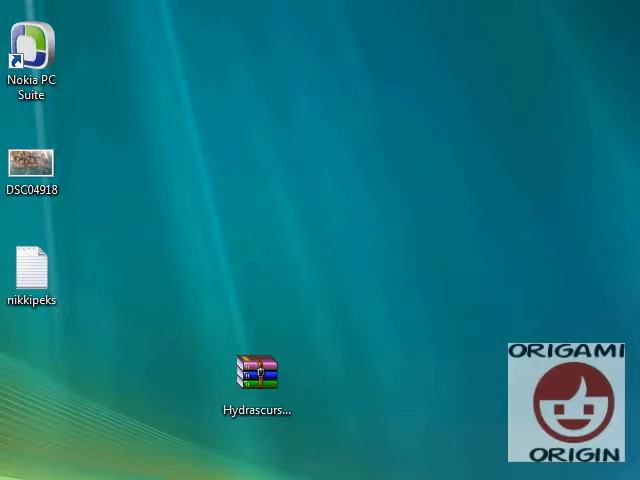 Nokia PC
Suite
DSC04918
nikkipeks
Hydrascurs...
ORIGAMI
ORIGIN